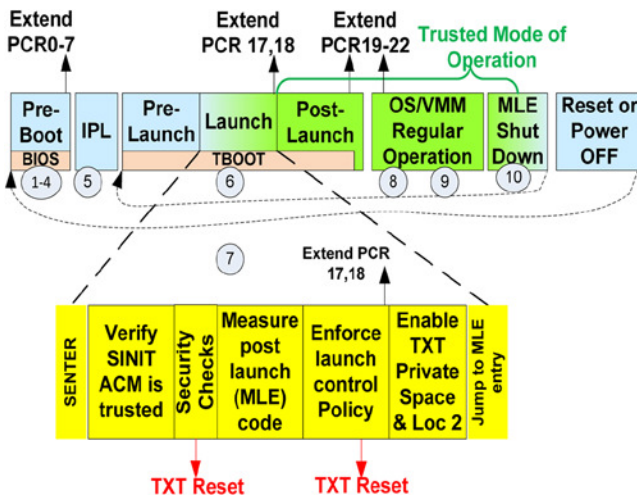 Extend
PCR0-7
Extend
PCR 17,18
Extend
PCR19-22
Trusted Mode of
Operation
Pre-
Boot
BIOS
IPL
Pre-
Launch
Launch
Post-
Launch
TBOOT
OS/VMM
Regular
Operation
MLE
Shut
Down
Reset or
Power
OFF
1-4
5
6
8
9
10
7
Extend PCR
17,18
SENTER
Verify
SINIT
ACM is
trusted
Security
Checks
Measure
post
launch
(MLE)
code
Enforce
launch
control
Policy
Enable
TXT
Private
Space
& Loc 2
Jump to MLE
entry
TXT Reset
TXT Reset